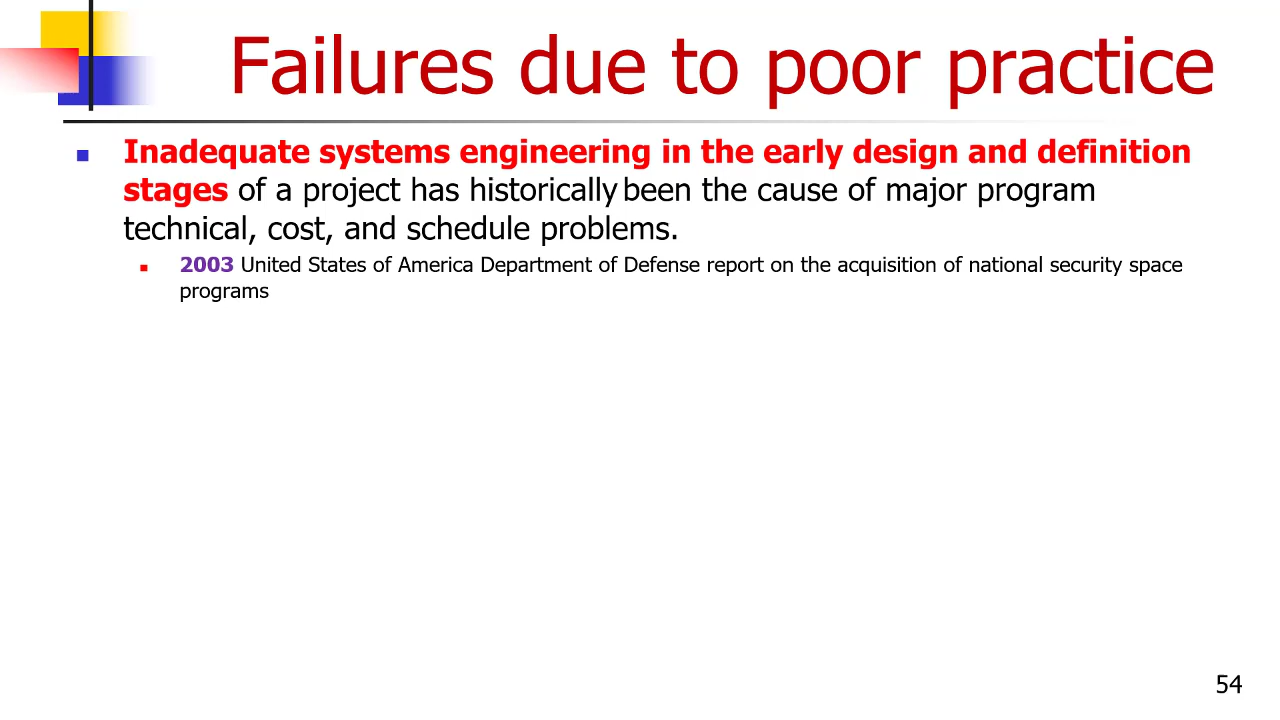 Failures due to poor practice
Inadequate systems engineering in the early design and definition
stages of a project has historically been the cause of major program
technical, cost, and schedule problems.
2003 United States of America Department of Defense report on the acquisition of national security space
programs
54